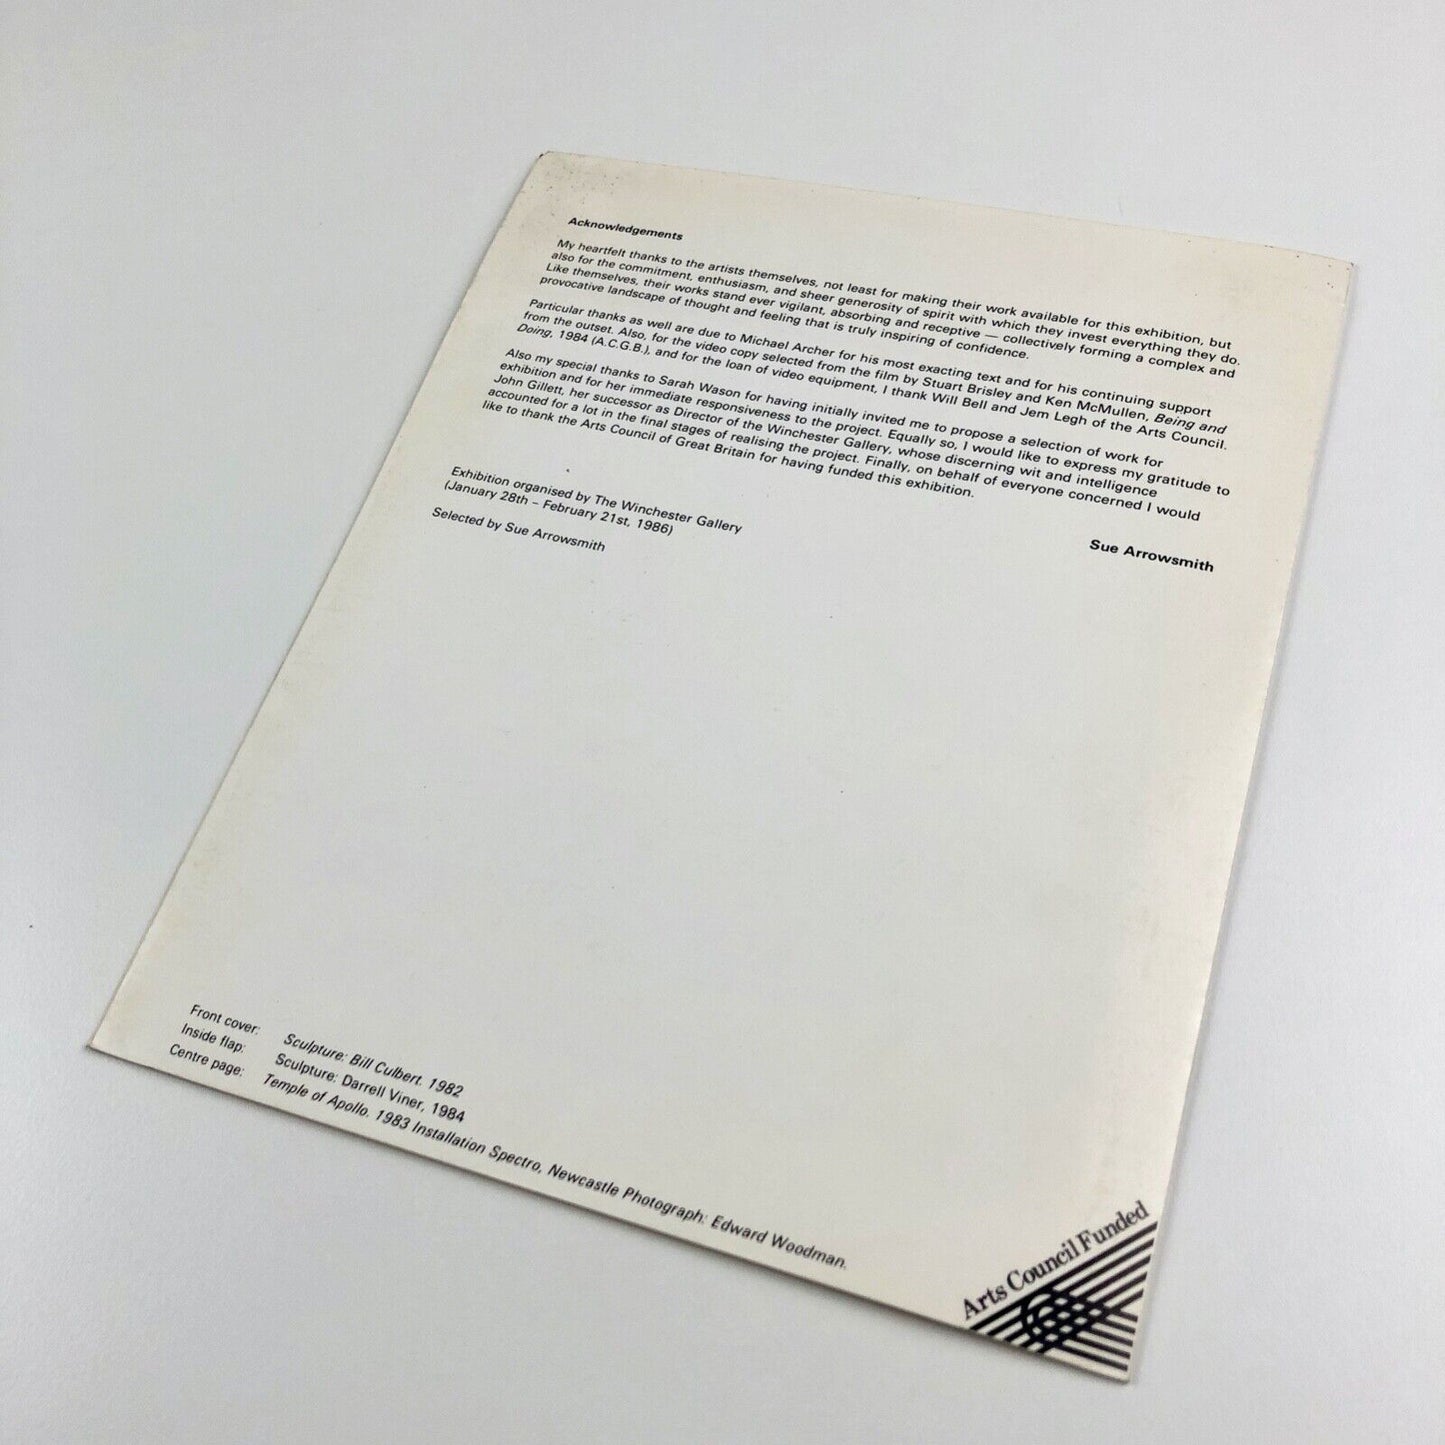 Acknowledgements
My heartfelt thanks to the artists themselves, not least for making their work available for this exhibition, but
also for the commitment, enthusiasm, and sheer generosity of spirit with which they invest everything they do.
Like themselves, their works stand ever vigilant, absorbing and receptive — collectively forming a complex and
provocative landscape of thought and feeling that is truly inspiring of confidence.
Particular thanks as well are due to Michael Archer for his most exacting text and for his continuing support
from the outset. Also, for the video copy selected from the film by Stuart Brisley and Ken McMullen, Being and
Doing, 1984 (A.C.G.B.), and for the loan of video equipment, I thank Will Bell and Jem Legh of the Arts Council.
Also my special thanks to Sarah Wason for having initially invited me to propose a selection of work for
exhibition and for her immediate responsiveness to the project. Equally so, I would like to express my gratitude to
John Gillett, her successor as Director of the Winchester Gallery, whose discerning wit and intelligence
accounted for a lot in the final stages of realising the project. Finally, on behalf of everyone concerned I would
like to thank the Arts Council of Great Britain for having funded this exhibition.
Sue Arrowsmith
Exhibition organised by The Winchester Gallery
(January 28th – February 21st, 1986)
Selected by Sue Arrowsmith
Front cover: Sculpture: Bill Culbert. 1982
Inside flap: Sculpture: Darrell Viner, 1984
Centre page: Temple of Apollo. 1983 Installation Spectro, Newcastle Photograph: Edward Woodman.
Arts Council Funded